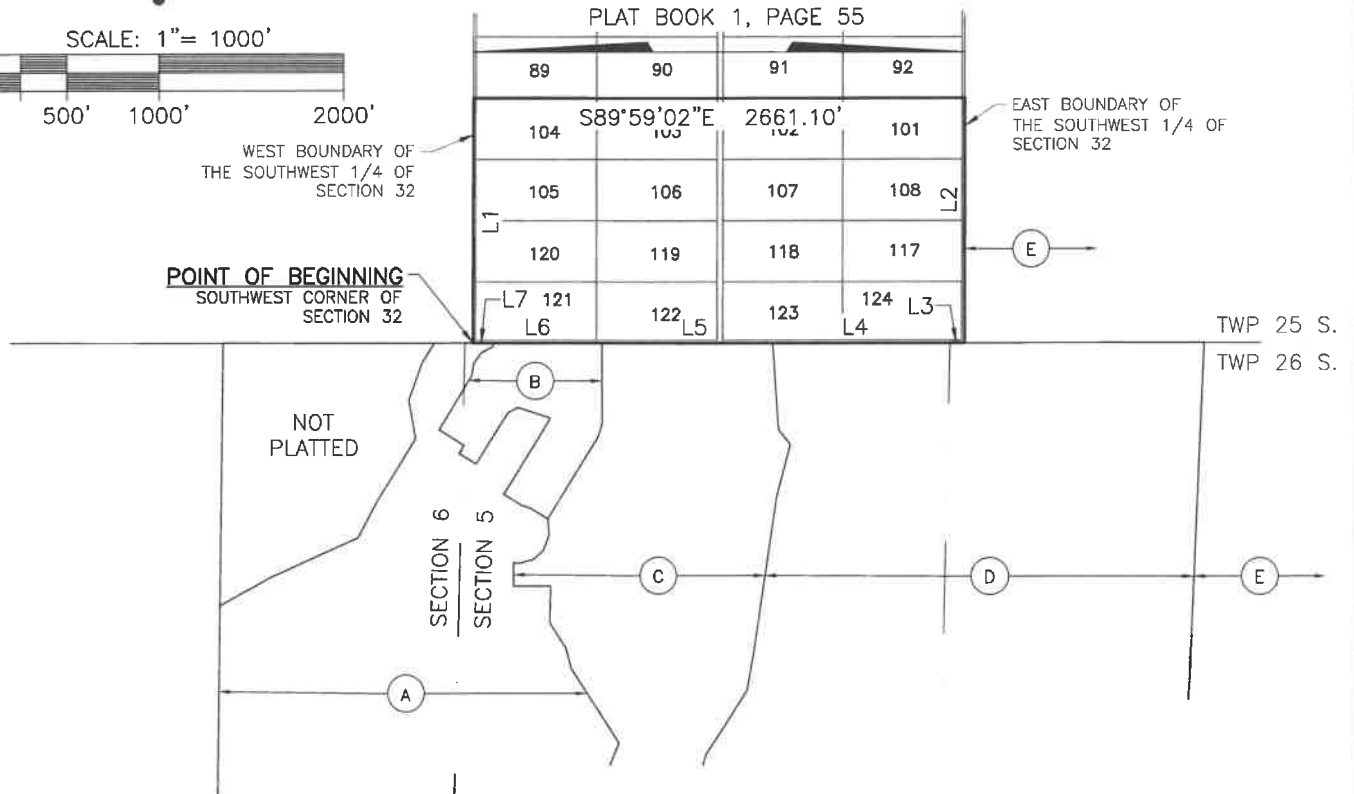 PLAT BOOK 1, PAGE 55
SCALE: 1"= 1000'
500' 1000' 2000'
89 90 91 92
S89°59'02"E 2661.10'
104 103 102 101
EAST BOUNDARY OF
THE SOUTHWEST 1/4 OF
SECTION 32
WEST BOUNDARY OF
THE SOUTHWEST 1/4 OF
SECTION 32
105 106 107 108
L1
L2
120 119 118 117
E
POINT OF BEGINNING
SOUTHWEST CORNER OF
SECTION 32
L7 121 122 123 124 L3
L6 L5 L4
TWP 25 S.
TWP 26 S.
B
NOT
PLATTED
SECTION 6
SECTION 5
C D E
A